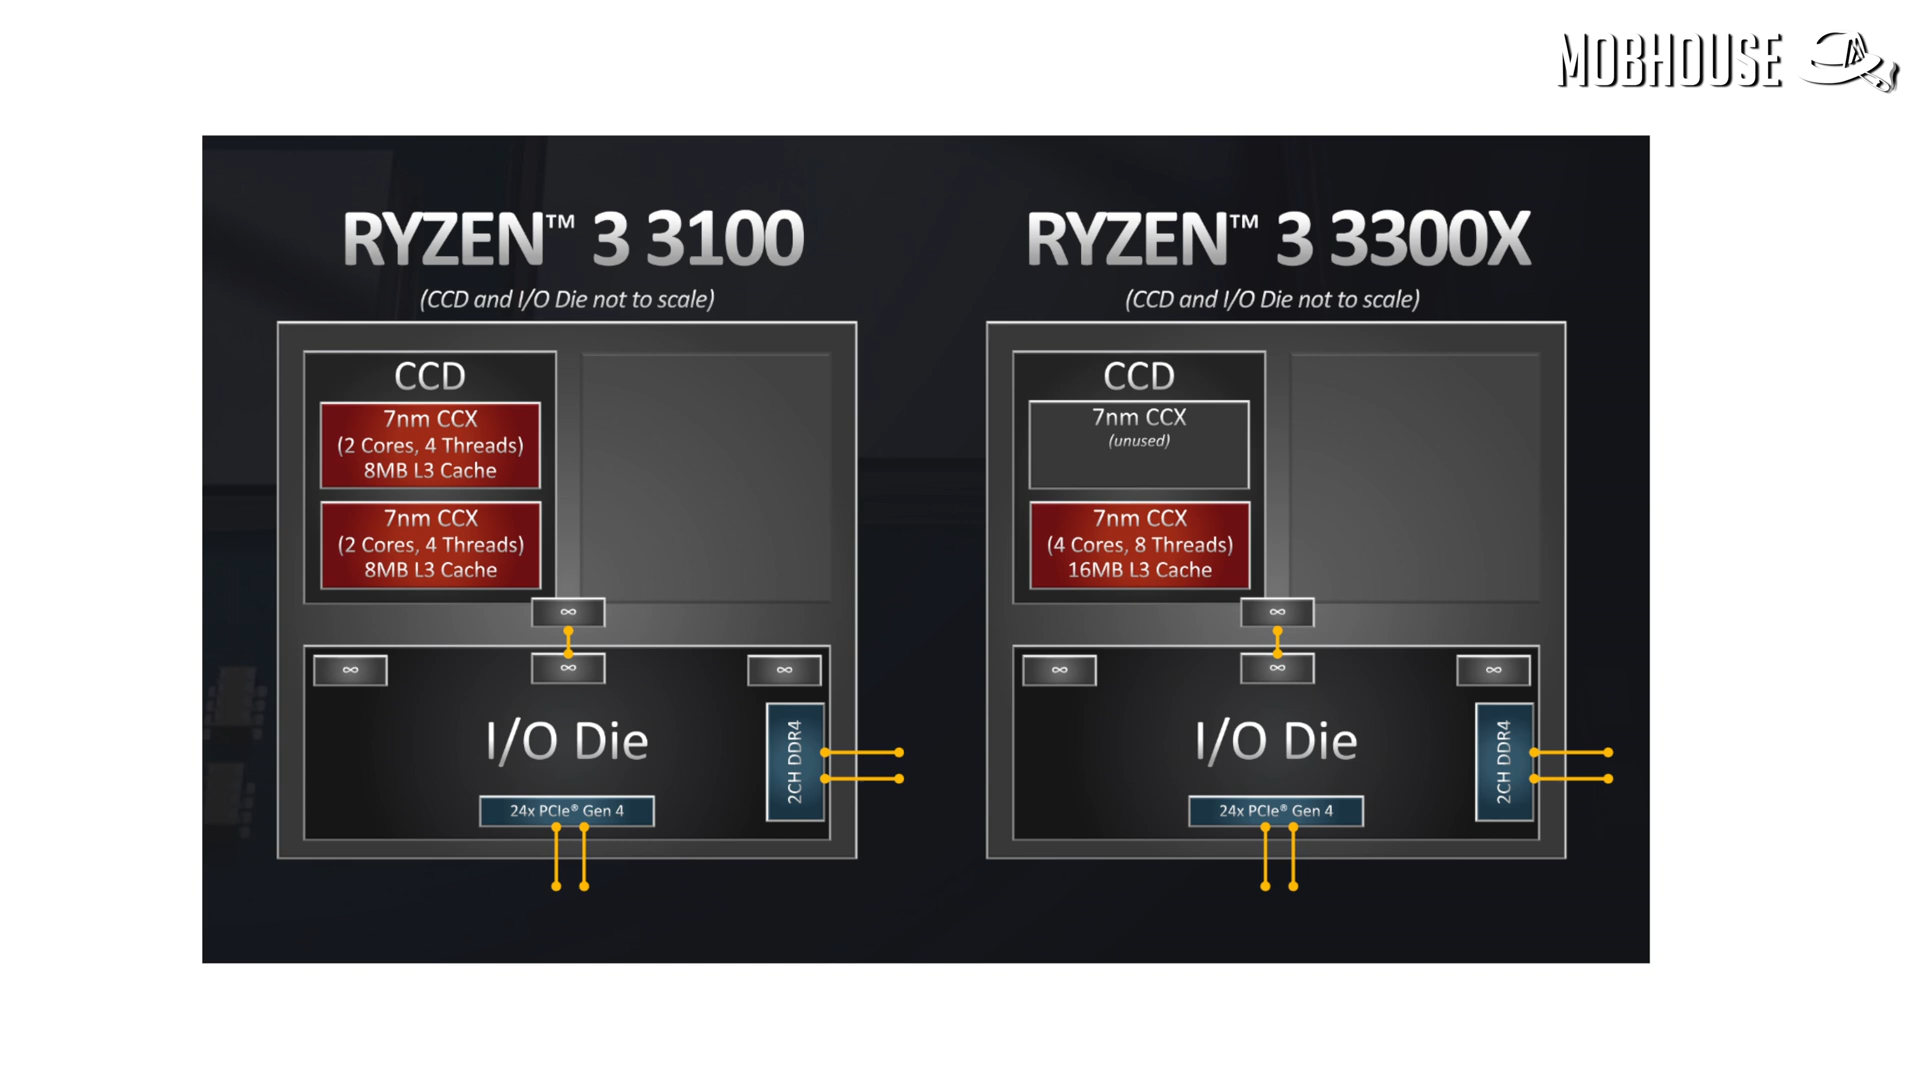 MOBHOUSE
RYZEN™ 3 3100
(CCD and I/O Die not to scale)
CCD
7nm CCX
(2 Cores, 4 Threads)
8MB L3 Cache
7nm CCX
(2 Cores, 4 Threads)
8MB L3 Cache
∞
∞
∞
∞
I/O Die
2CH DDR4
24x PCIe® Gen 4
RYZEN™ 3 3300X
(CCD and I/O Die not to scale)
CCD
7nm CCX
(unused)
7nm CCX
(4 Cores, 8 Threads)
16MB L3 Cache
∞
∞
∞
∞
I/O Die
2CH DDR4
24x PCIe® Gen 4